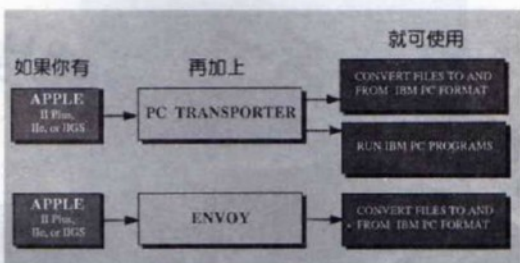 如果你有
再加上
就可使用
APPLE
II Plus,
IIe, or IIGS
PC TRANSPORTER
CONVERT FILES TO AND
FROM IBM PC FORMAT
RUN IBM PC PROGRAMS
APPLE
II Plus,
IIe, or IIGS
ENVOY
CONVERT FILES TO AND
FROM IBM PC FORMAT